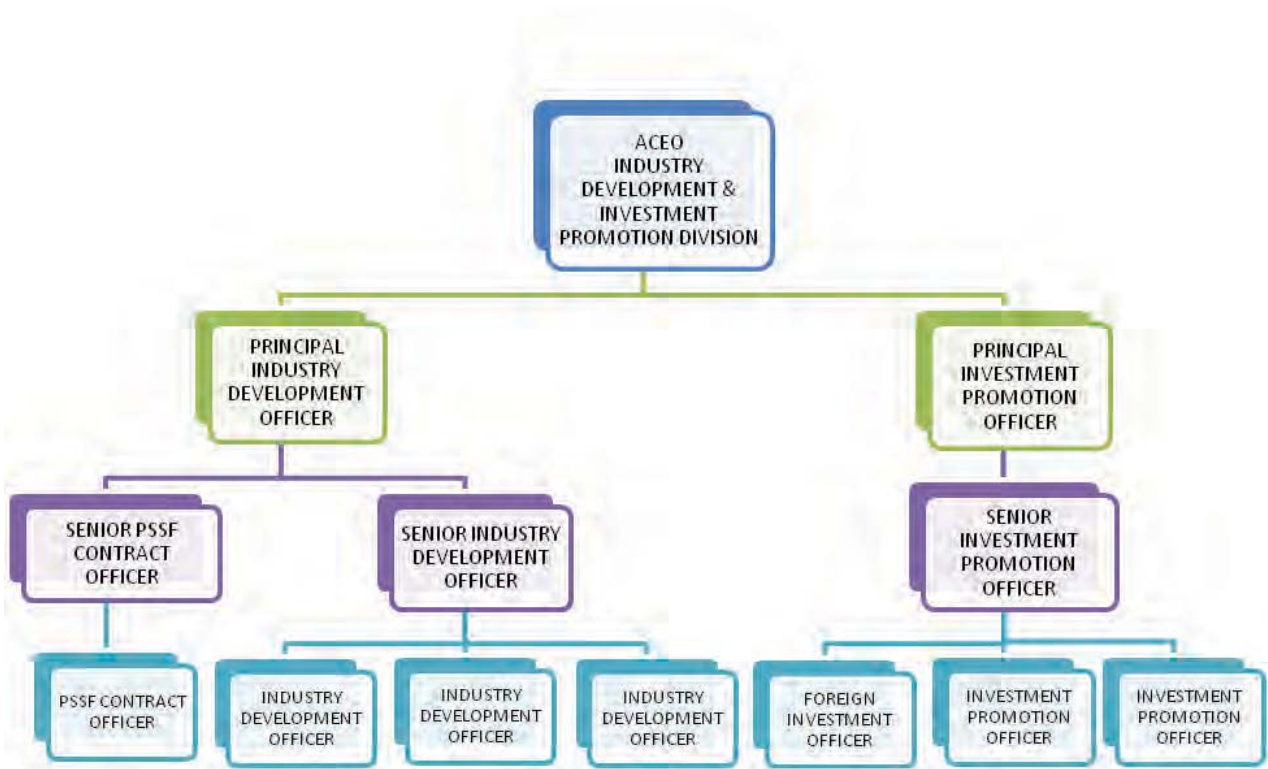 ACEO
INDUSTRY
DEVELOPMENT &
INVESTMENT
PROMOTION DIVISION
PRINCIPAL
INDUSTRY
DEVELOPMENT
OFFICER
PRINCIPAL
INVESTMENT
PROMOTION
OFFICER
SENIOR PSSF
CONTRACT
OFFICER
SENIOR INDUSTRY
DEVELOPMENT
OFFICER
SENIOR
INVESTMENT
PROMOTION
OFFICER
PSSF CONTRACT
OFFICER
INDUSTRY
DEVELOPMENT
OFFICER
INDUSTRY
DEVELOPMENT
OFFICER
INDUSTRY
DEVELOPMENT
OFFICER
FOREIGN
INVESTMENT
OFFICER
INVESTMENT
PROMOTION
OFFICER
INVESTMENT
PROMOTION
OFFICER